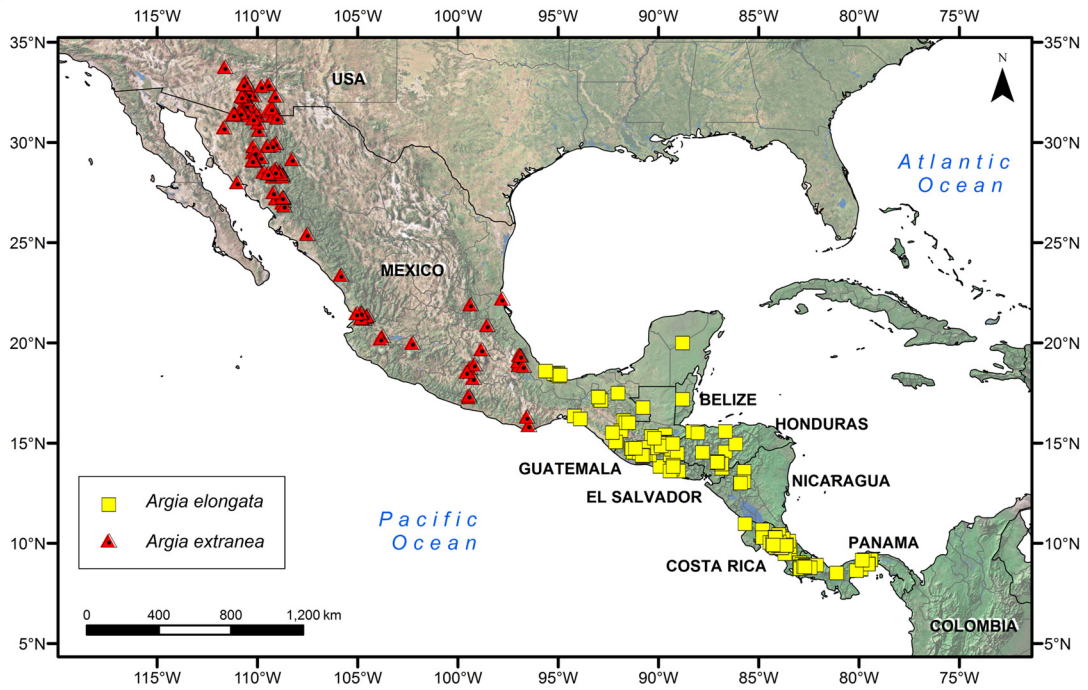 115°W 110°W 105°W 100°W 95°W 90°W 85°W 80°W 75°W
35°N 35°N
N
USA
30°N 30°N
Atlantic
Ocean
25°N 25°N
MEXICO
20°N 20°N
BELIZE
HONDURAS
15°N 15°N
GUATEMALA
NICARAGUA
EL SALVADOR
Argia elongata
Pacific
Ocean
Argia extranea
10°N 10°N
PANAMA
COSTA RICA
0 400 800 1,200 km
COLOMBIA
5°N 5°N
115°W 110°W 105°W 100°W 95°W 90°W 85°W 80°W 75°W